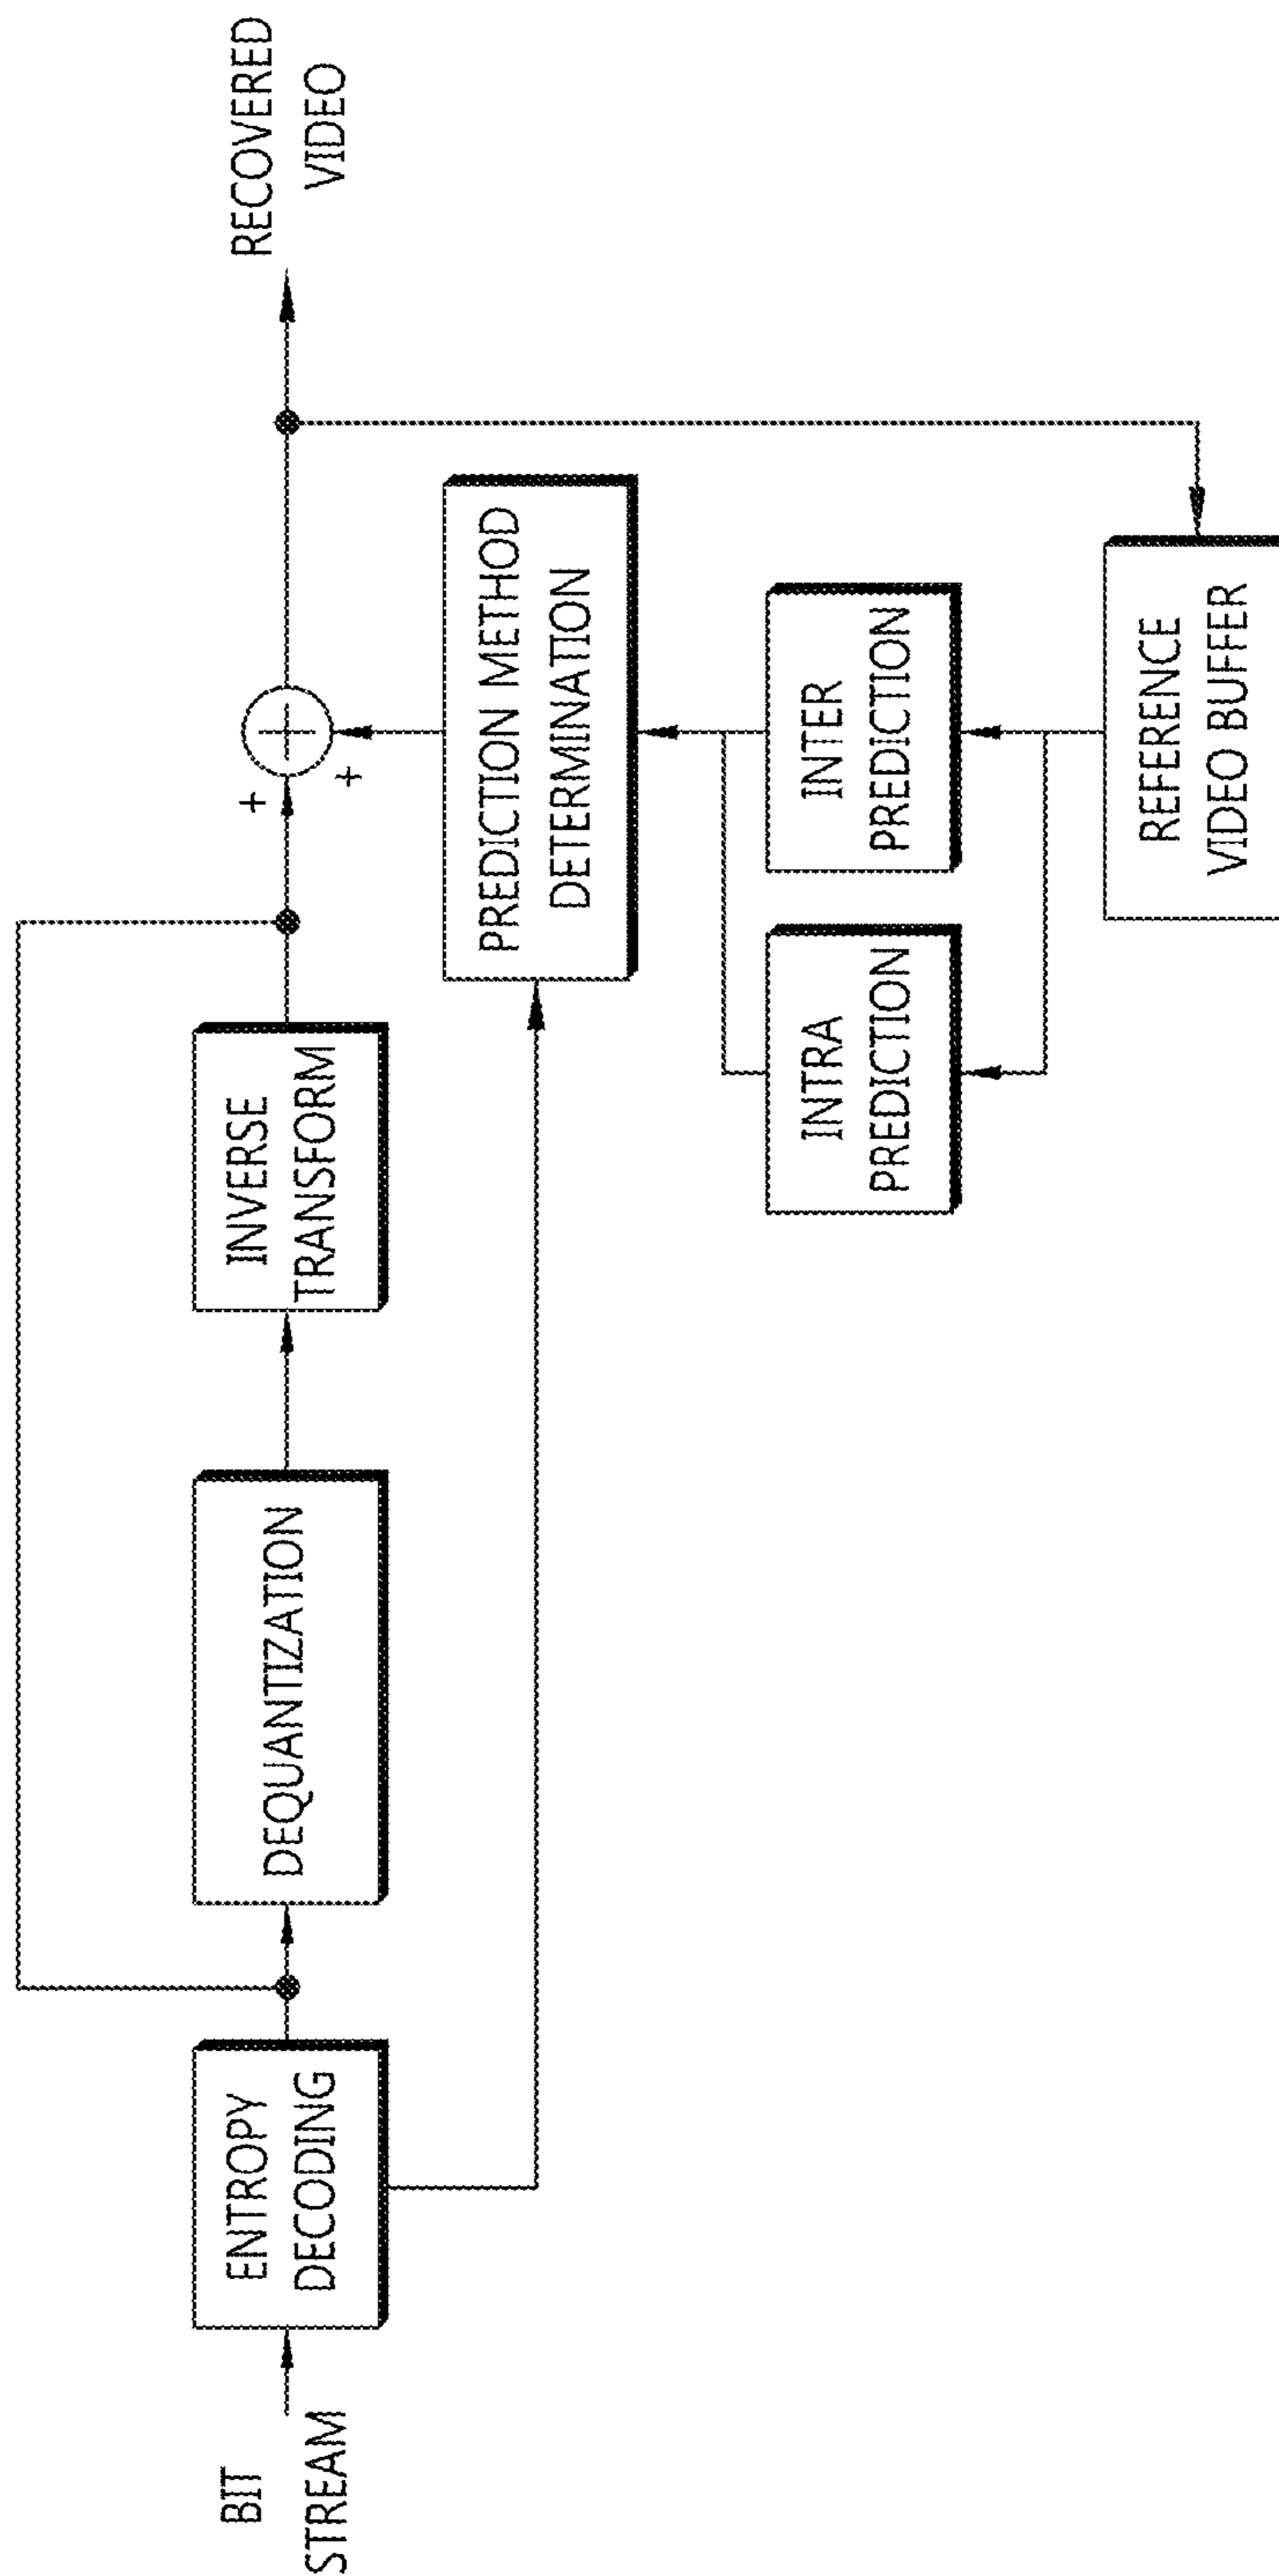 BIT
STREAM
ENTROPY
DECODING
DEQUANTIZATION
INVERSE
TRANSFORM
+
+
RECOVERED
VIDEO
PREDICTION METHOD
DETERMINATION
INTRA
PREDICTION
INTER
PREDICTION
REFERENCE
VIDEO BUFFER